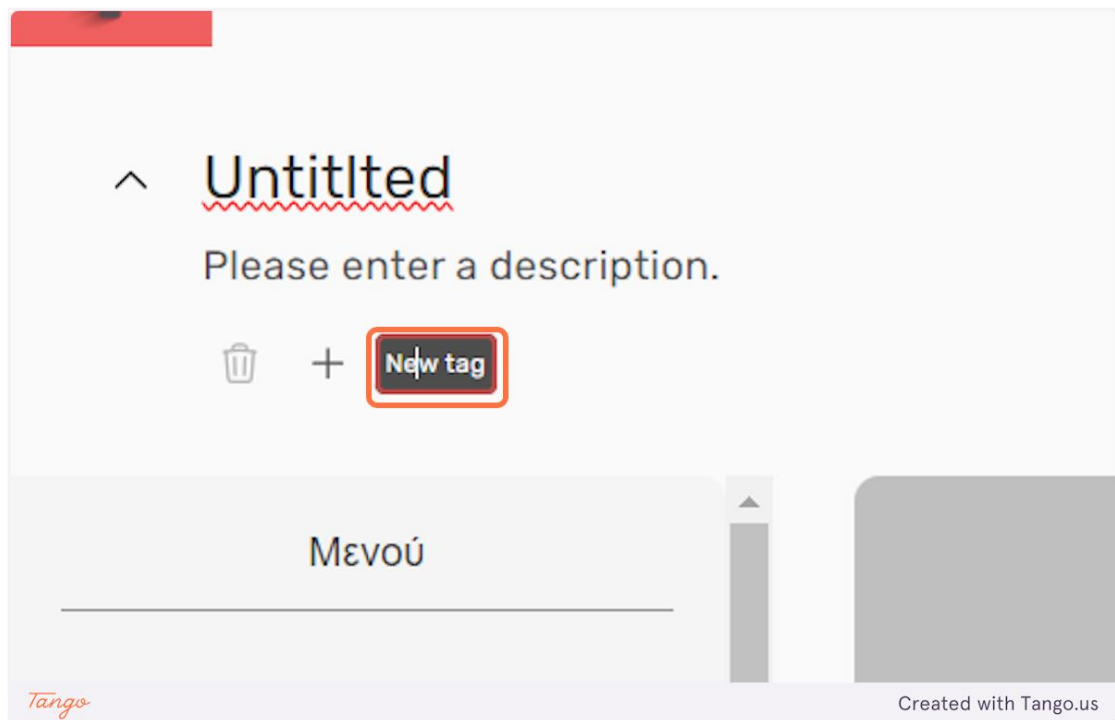 Untitlted
Please enter a description.
New tag
Μενού
Tango
Created with Tango.us